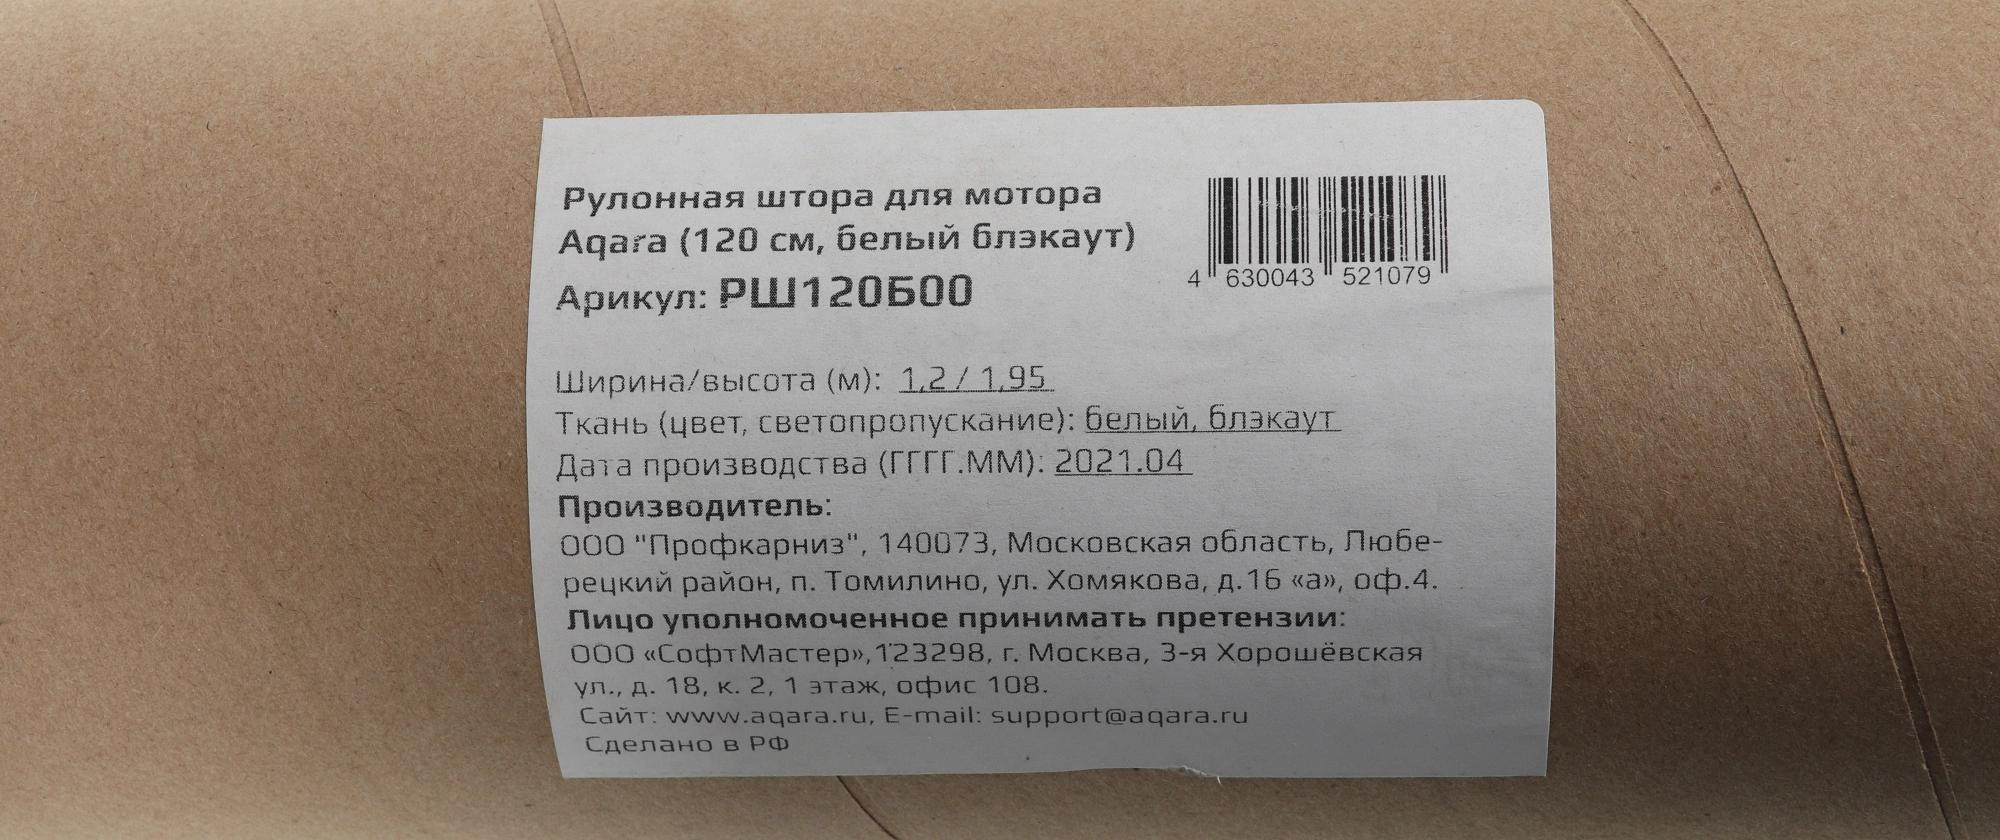 Рулонная штора для мотора
Aqara (120 см, белый блэкаут)
Арикул: РШ120Б00
4 630043 521079
Ширина/высота (м): 1,2 / 1,95
Ткань (цвет, светопропускание): белый, блэкаут
Дата производства (ГГГГ.ММ): 2021.04
Производитель:
ООО "Профкарниз", 140073, Московская область, Любе-
рецкий район, п. Томилино, ул. Хомякова, д.16 «а», оф.4.
Лицо уполномоченное принимать претензии:
ООО «СофтМастер»,123298, г. Москва, 3-я Хорошёвская
ул., д. 18, к. 2, 1 этаж, офис 108.
Сайт: www.aqara.ru, E-mail: support@aqara.ru
Сделано в РФ